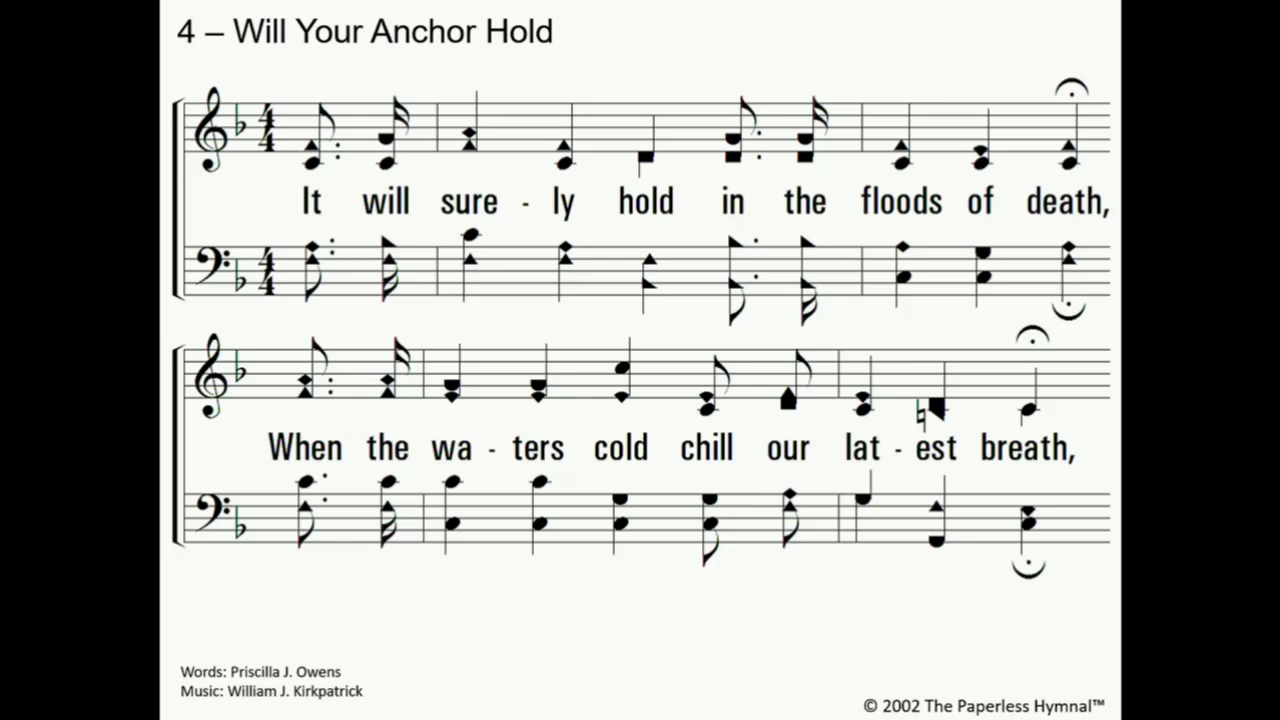 4 – Will Your Anchor Hold
It will sure - ly hold in the floods of death,
When the wa - ters cold chill our lat - est breath,
Words: Priscilla J. Owens
Music: William J. Kirkpatrick
© 2002 The Paperless Hymnal™